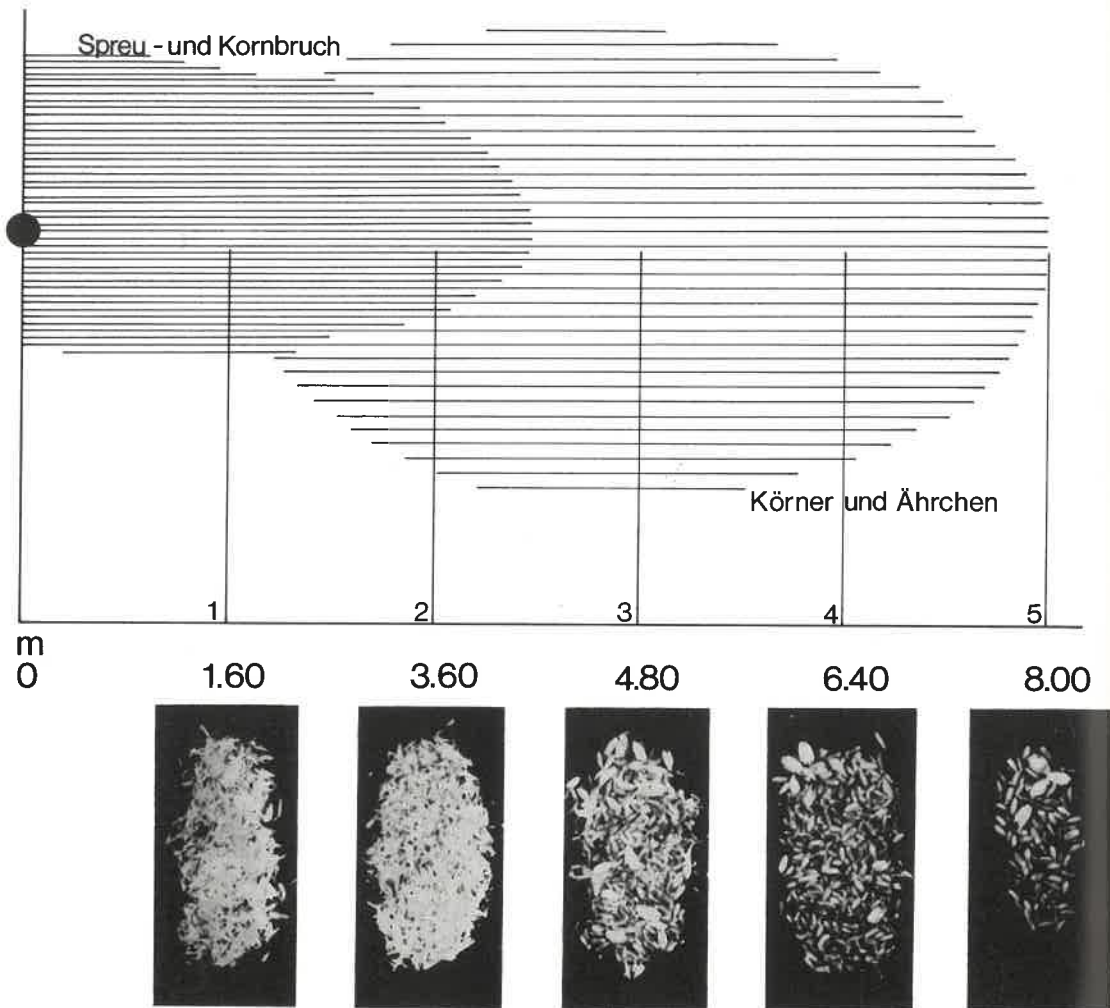 Spreu - und Kornbruch
Körner und Ährchen
1 2 3 4 5
m
0 1.60 3.60 4.80 6.40 8.00